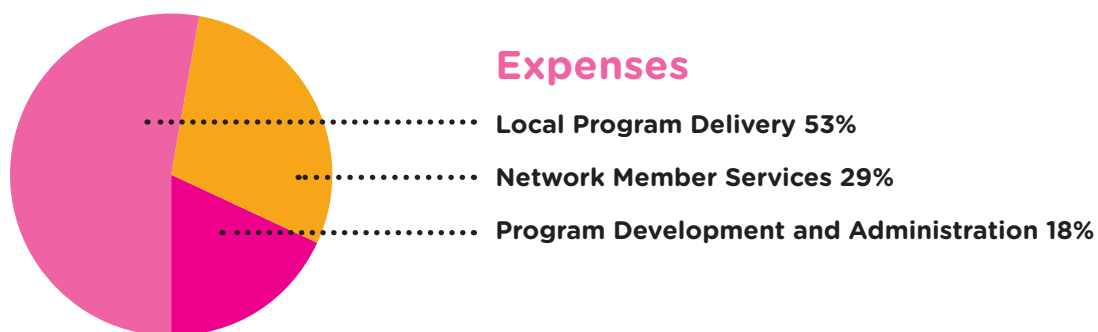 Expenses
Local Program Delivery 53%
Network Member Services 29%
Program Development and Administration 18%